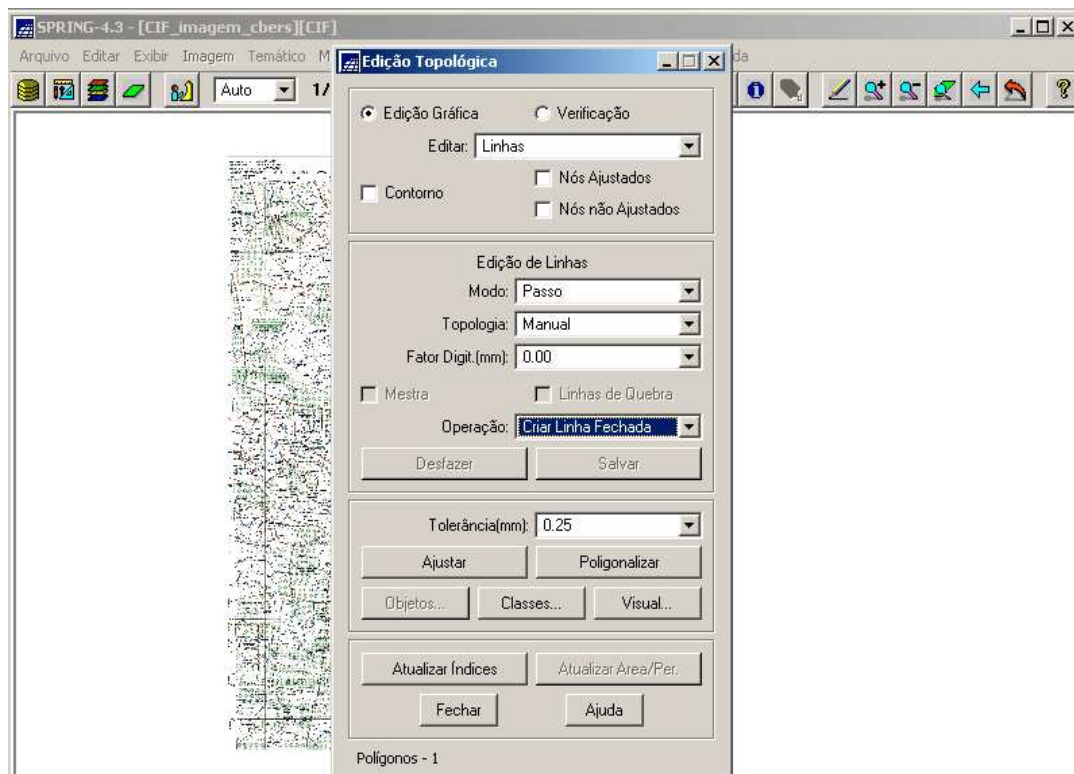 SPRING-4.3 - [CIF_imagem_cbers][CIF]
Arquivo Editar Exibir Imagem Temático M
da
Auto
1/
Edição Topológica
Edição Gráfica
Verificação
Editar: Linhas
Contorno
Nós Ajustados
Nós não Ajustados
Edição de Linhas
Modo: Passo
Topologia: Manual
Fator Digit.(mm): 0.00
Mestra
Linhas de Quebra
Operação: Criar Linha Fechada
Desfazer
Salvar
Tolerância(mm): 0.25
Ajustar
Poligonalizar
Objetos...
Classes...
Visual...
Atualizar Índices
Atualizar Area/Per.
Fechar
Ajuda
Polígonos - 1